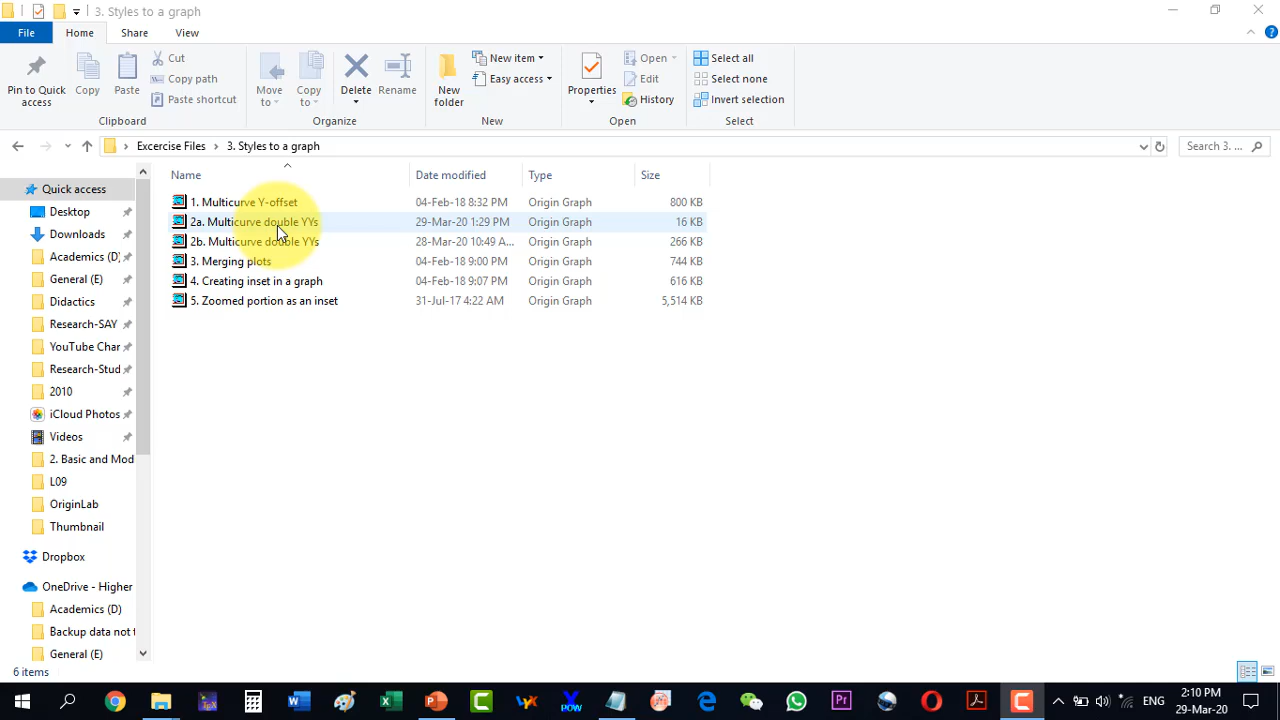 3. Styles to a graph
File
Home
Share
View
Pin to Quick access
Copy
Paste
Cut
Copy path
Paste shortcut
Clipboard
Move to
Copy to
Delete
Rename
Organize
New folder
New item
Easy access
New
Properties
Open
Edit
History
Open
Select all
Select none
Invert selection
Select
Excercise Files
3. Styles to a graph
Search 3. ...
Name
Date modified
Type
Size
1. Multicurve Y-offset 04-Feb-18 8:32 PM Origin Graph 800 KB
2a. Multicurve double YYs 29-Mar-20 1:29 PM Origin Graph 16 KB
2b. Multicurve double YYs 28-Mar-20 10:49 A... Origin Graph 266 KB
3. Merging plots 04-Feb-18 9:00 PM Origin Graph 744 KB
4. Creating inset in a graph 04-Feb-18 9:07 PM Origin Graph 616 KB
5. Zoomed portion as an inset 31-Jul-17 4:22 AM Origin Graph 5,514 KB
Quick access
Desktop
Downloads
Academics (D)
General (E)
Didactics
Research-SAY
YouTube Char
Research-Stud
2010
iCloud Photos
Videos
2. Basic and Mod
L09
OriginLab
Thumbnail
Dropbox
OneDrive - Higher
Academics (D)
Backup data not t
General (E)
6 items
ENG
2:10 PM
29-Mar-20